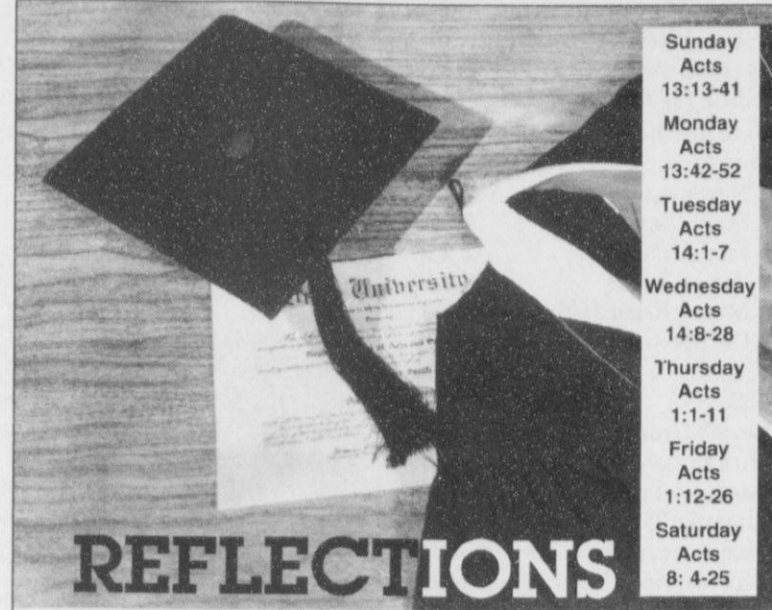 Sunday
Acts
13:13-41
Monday
Acts
13:42-52
Tuesday
Acts
14:1-7
Wednesday
Acts
14:8-28
Thursday
Acts
1:1-11
Friday
Acts
1:12-26
Saturday
Acts
8: 4-25
University
REFLECTIONS